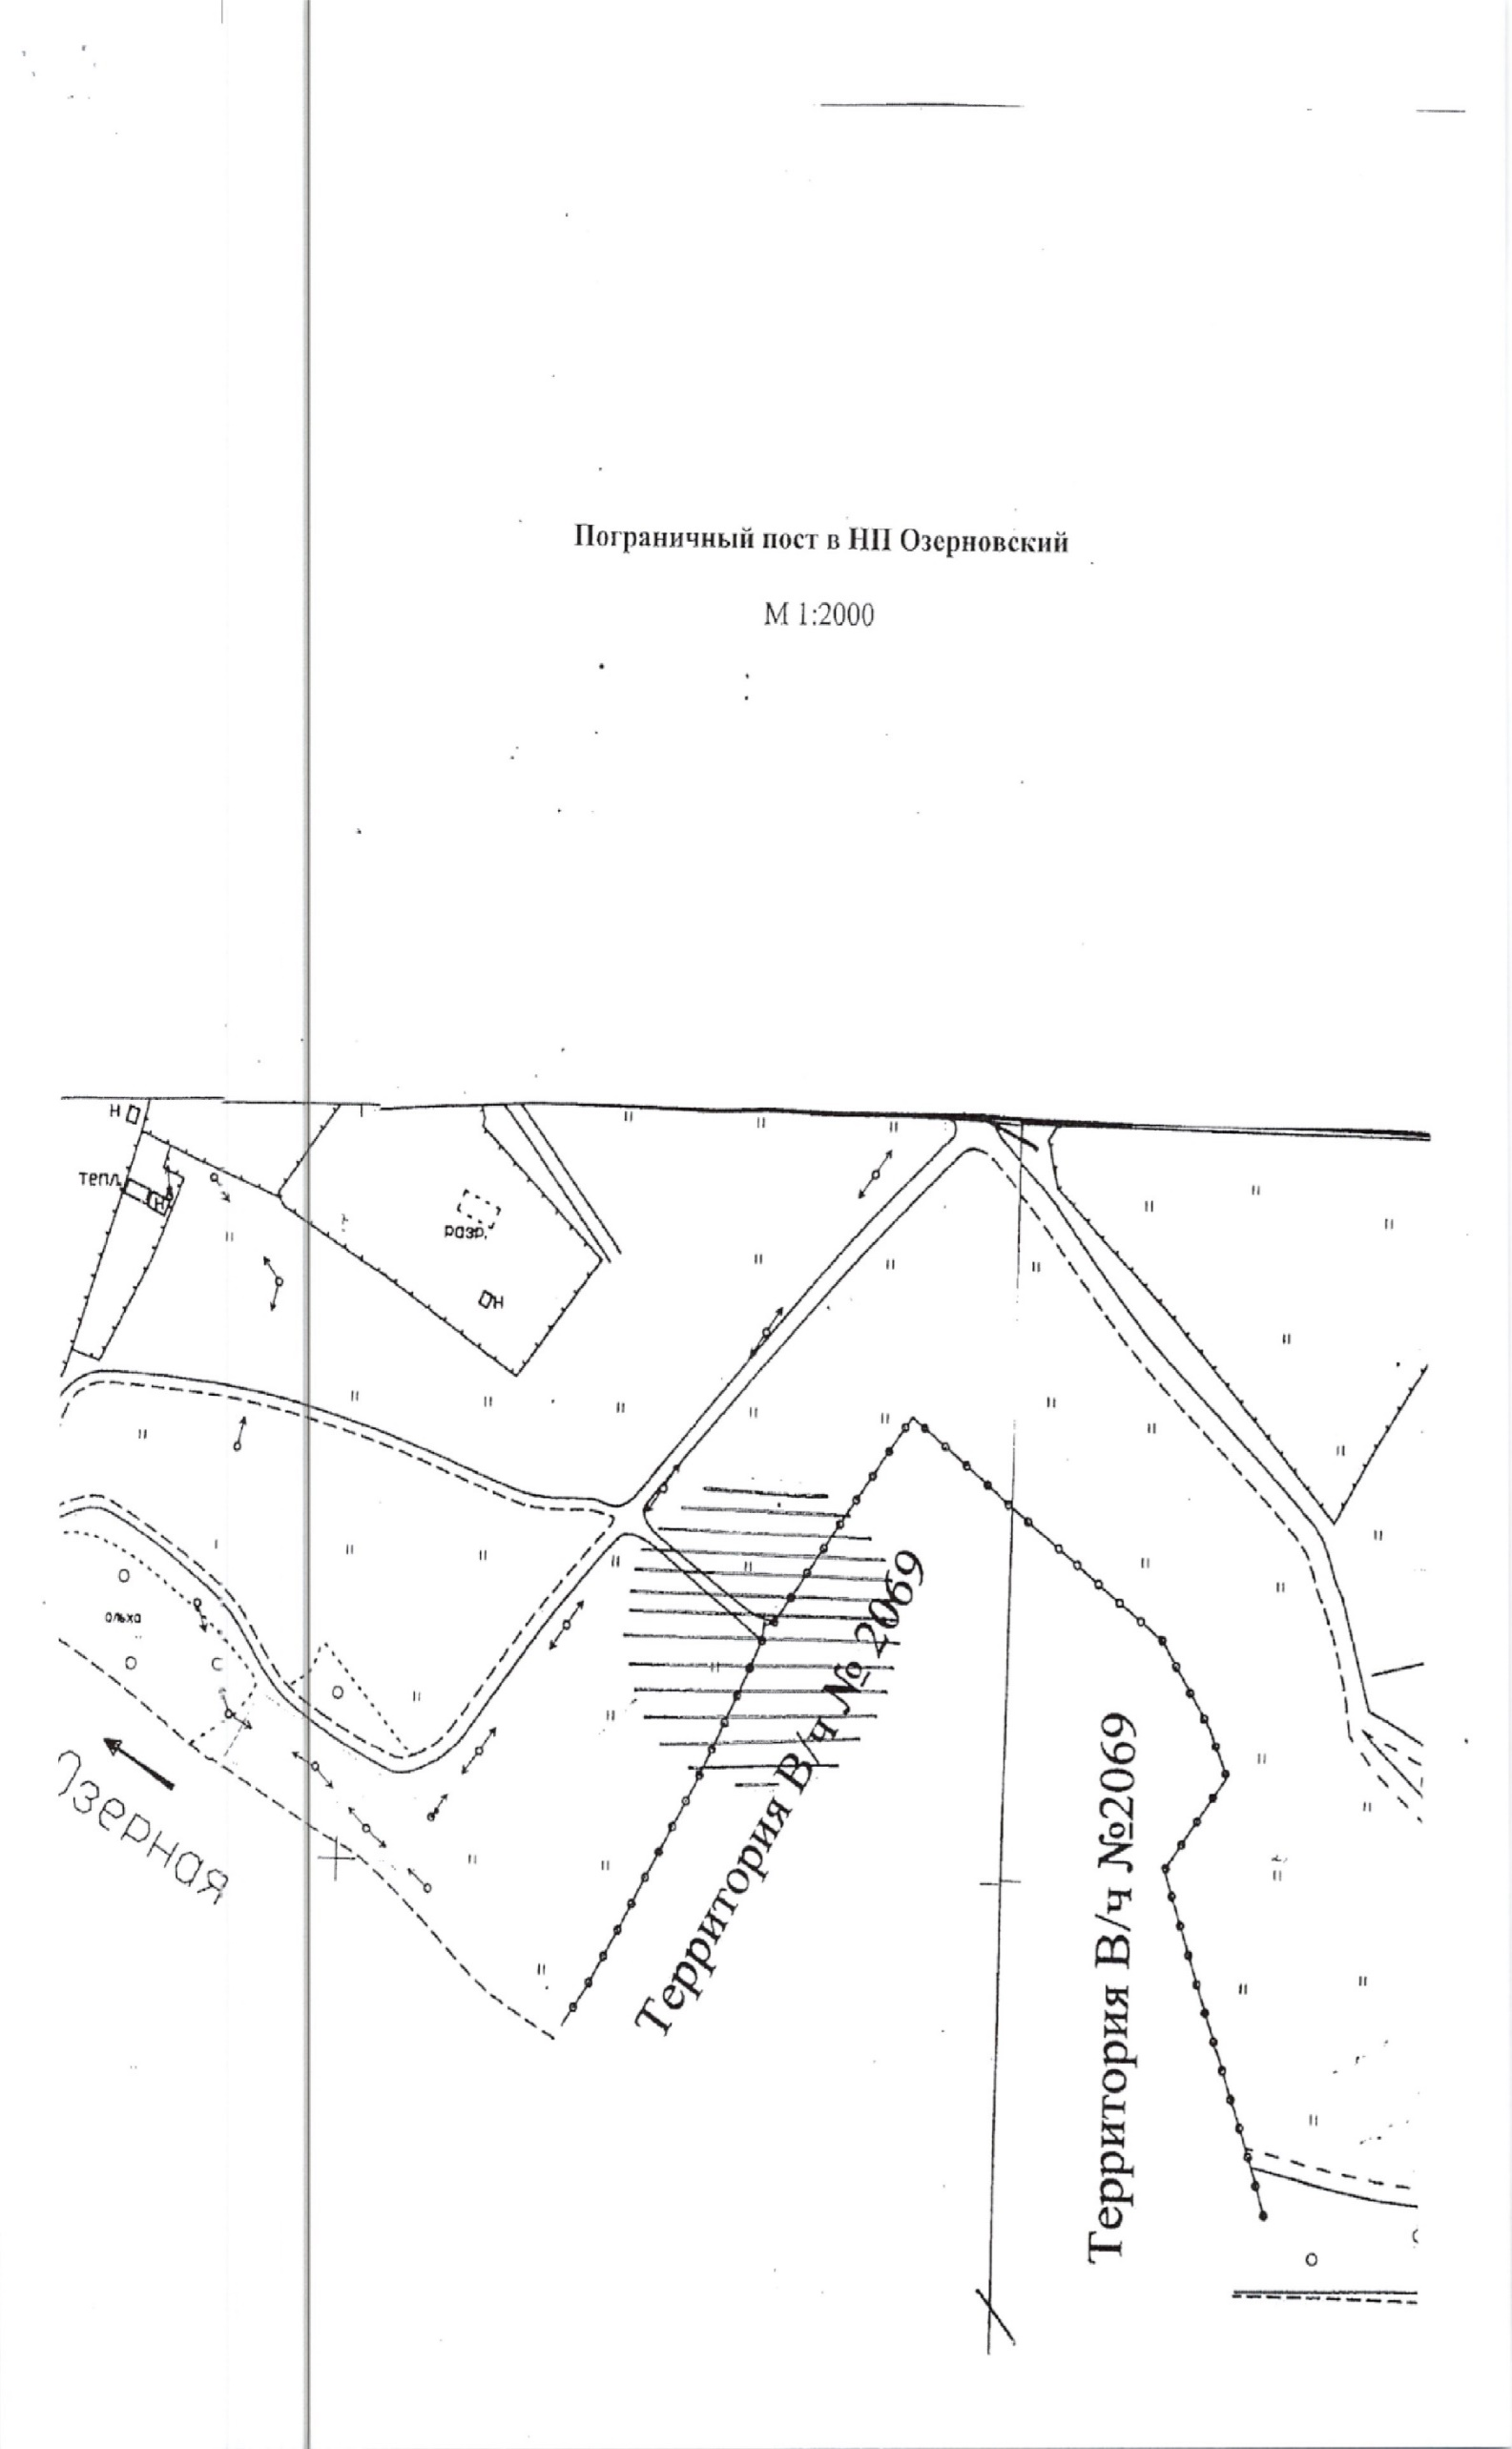 Пограничный пост в НП Озерновский
М 1:2000
Н
тепл.
Н
разр.
Н
ольха
С
Озерная
Территория В/ч № 2069
Территория В/ч №2069